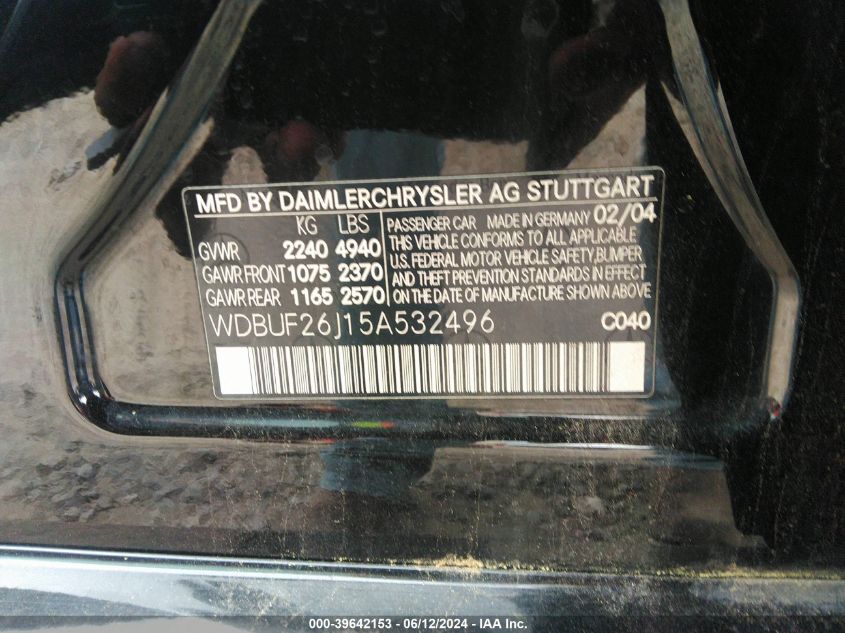 MFD BY DAIMLERCHRYSLER AG STUTTGART
KG LBS
GVWR 2240 4940
GAWR FRONT 1075 2370
GAWR REAR 1165 2570
PASSENGER CAR MADE IN GERMANY 02/04
THIS VEHICLE CONFORMS TO ALL APPLICABLE
U.S. FEDERAL MOTOR VEHICLE SAFETY, BUMPER
AND THEFT PREVENTION STANDARDS IN EFFECT
ON THE DATE OF MANUFACTURE SHOWN ABOVE.
WDBUF26J15A532496 C040
000-39642153 - 06/12/2024 - IAA Inc.